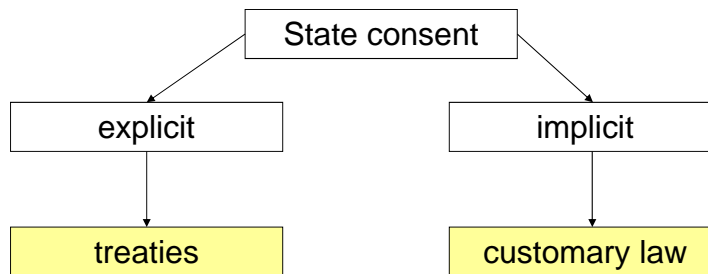 State consent
explicit
implicit
treaties
customary law